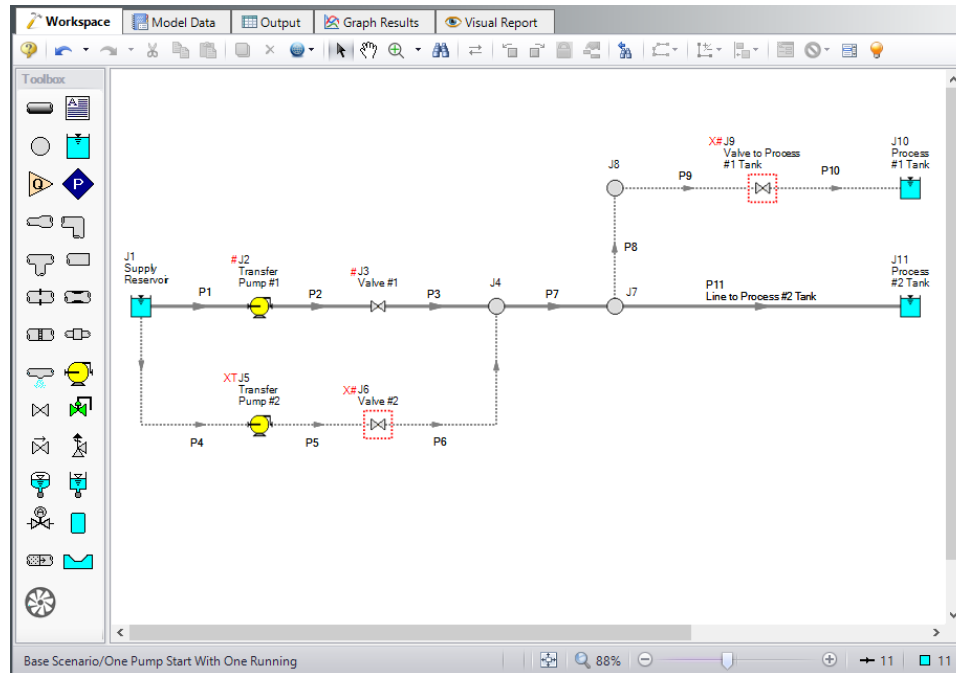 Workspace
Model Data
Output
Graph Results
Visual Report
Toolbox
A
Q
P
X# J9
Valve to Process
#1 Tank
J10
Process
#1 Tank
J8
P9
P10
P8
J1
Supply
Reservoir
# J2
Transfer
Pump #1
# J3
Valve #1
J4
J7
J11
Process
#2 Tank
P1
P2
P3
P7
P11
Line to Process #2 Tank
XT J5
Transfer
Pump #2
X# J6
Valve #2
P4
P5
P6
Base Scenario/One Pump Start With One Running
88%
11
11